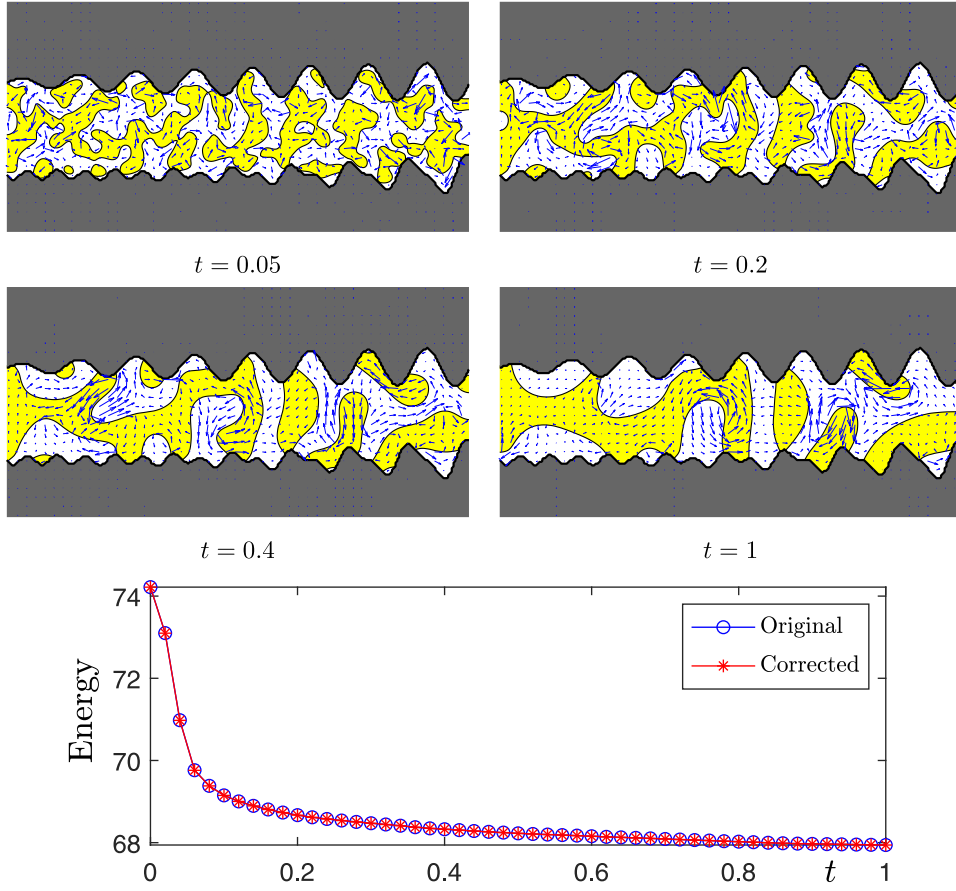 t = 0.05
t = 0.2
t = 0.4
t = 1
74
72
70
68
Energy
Original
Corrected
0
0.2
0.4
0.6
0.8
t
1